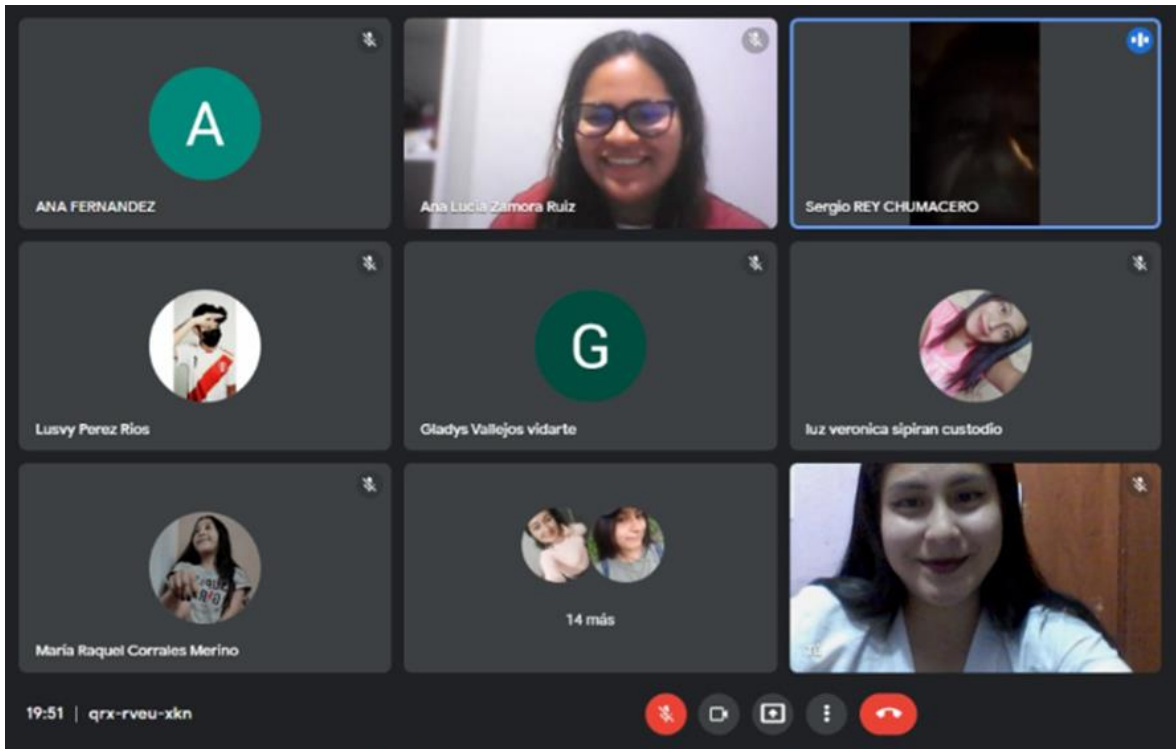 A
ANA FERNANDEZ
Ana Lucia Zamora Ruiz
Sergio REY CHUMACERO
Lusvy Perez Rios
G
Gladys Vallejos vidarte
luz veronica sipiran custodio
María Raquel Corrales Merino
14 más
Tú
19:51 | qrx-rveu-xkn